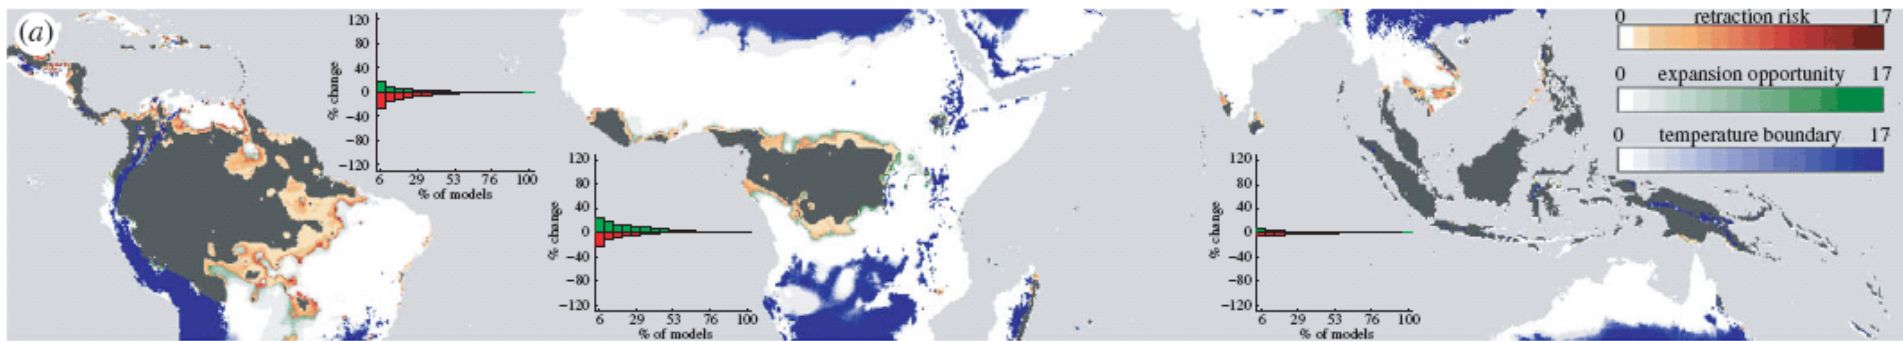 (a)
120
80
40
0
−40
−80
−120
% change
6 29 53 76 100
% of models
120
80
40
0
−40
−80
−120
% change
6 29 53 76 100
% of models
120
80
40
0
−40
−80
−120
% change
6 29 53 76 100
% of models
0 retraction risk 17
0 expansion opportunity 17
0 temperature boundary 17